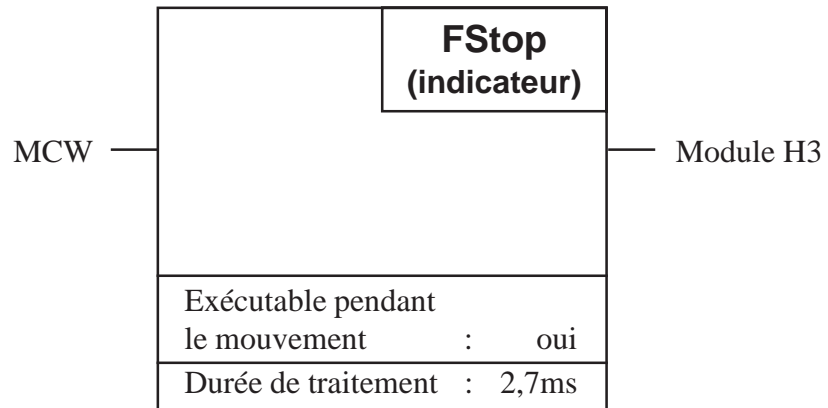 FStop
(indicateur)
MCW
Module H3
Exécutable pendant
le mouvement : oui
Durée de traitement : 2,7ms